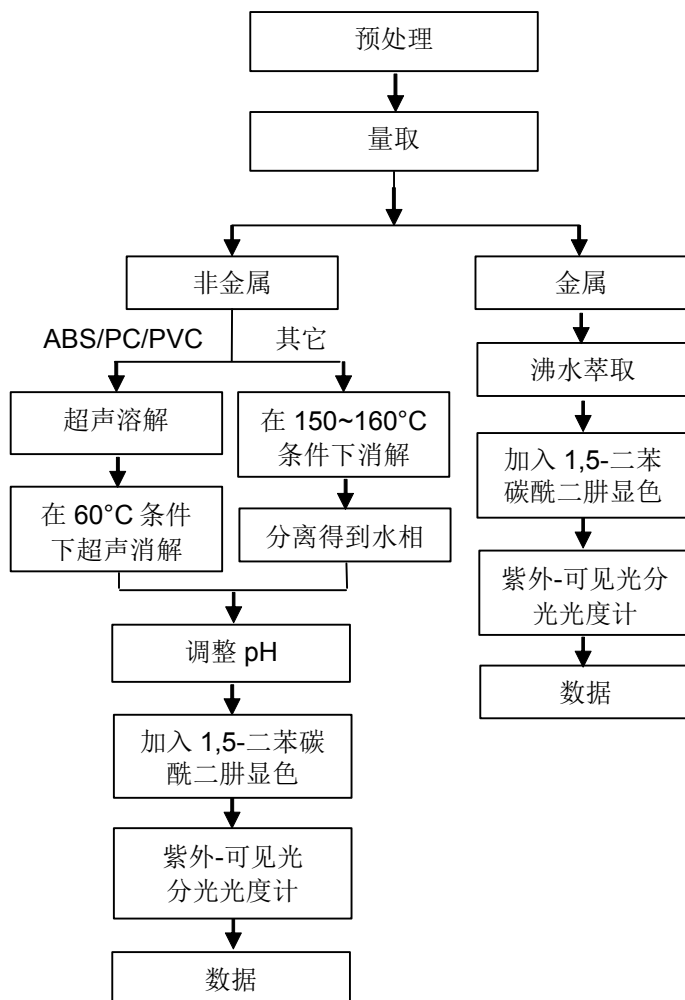 预处理
量取
非金属
金属
ABS/PC/PVC
其它
超声溶解
在 60°C 条件
下超声消解
在 150~160°C
条件下消解
分离得到水相
调整 pH
加入 1,5-二苯碳
酰二肼显色
紫外-可见光
分光光度计
数据
沸水萃取
加入 1,5-二苯
碳酰二肼显色
紫外-可见光分
光光度计
数据